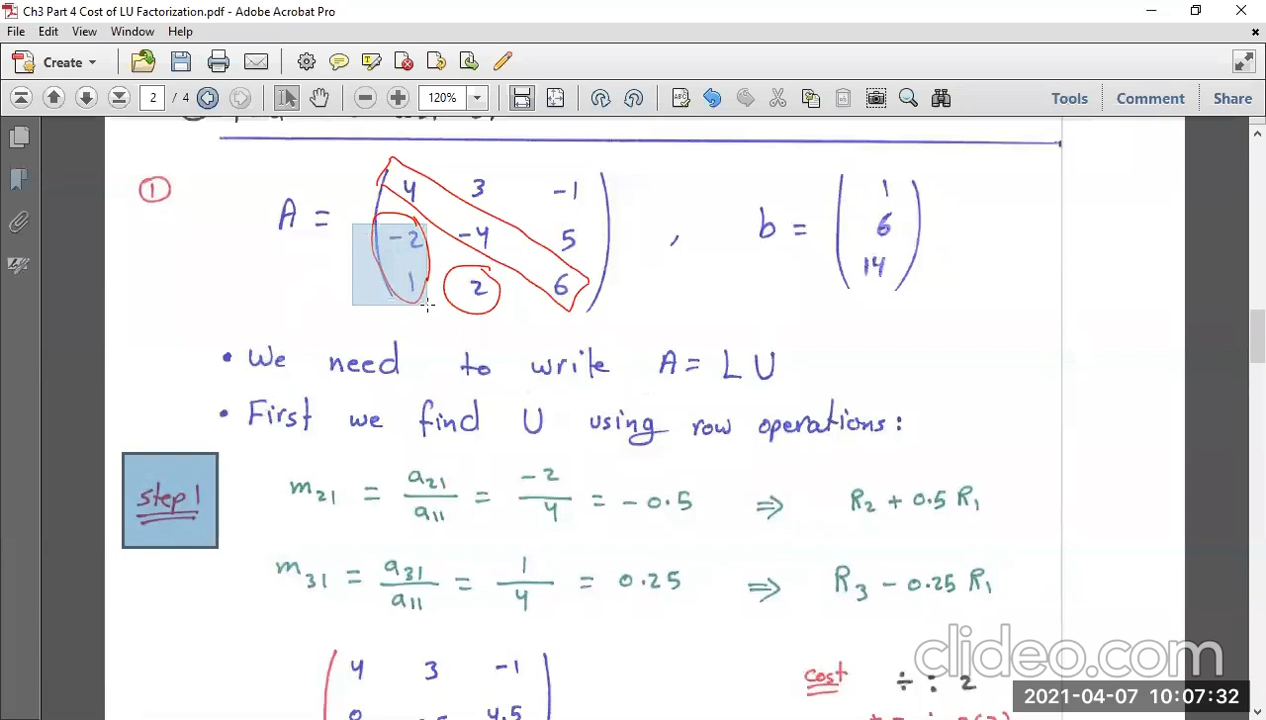 Ch3 Part 4 Cost of LU Factorization.pdf - Adobe Acrobat Pro
File Edit View Window Help
Create
2 / 4 120% Tools Comment Share
① 4 3 -1 1
A = -2 -4 5 , b = 6
1 2 6 14
• We need to write A = LU
• First we find U using row operations:
step 1
m21 = a21/a11 = -2/4 = -0.5 ⇒ R2 + 0.5 R1
m31 = a31/a11 = 1/4 = 0.25 ⇒ R3 - 0.25 R1
4 3 -1
cost ÷ : 2
4.5
clideo.com
2021-04-07 10:07:32